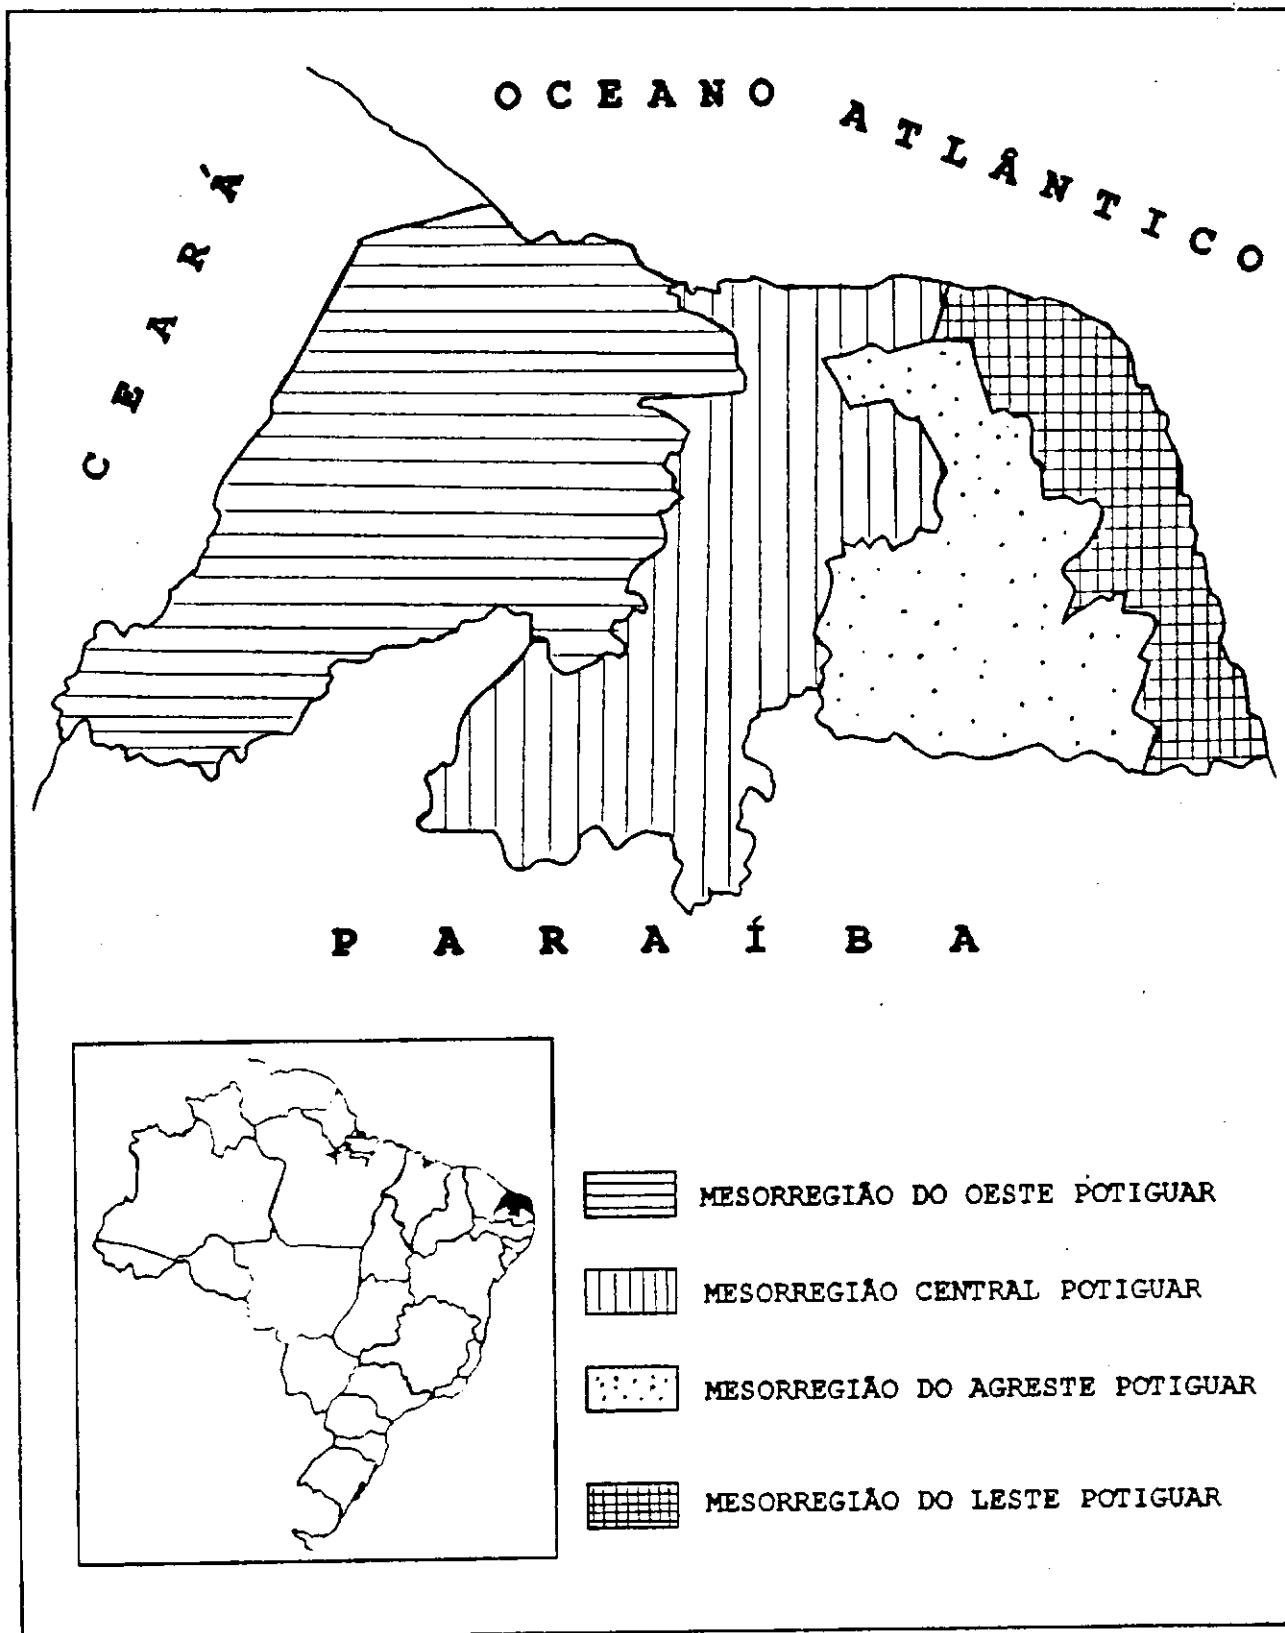 OCEANO ATLÂNTICO
CEARÁ
PARAÍBA
MESORREGIÃO DO OESTE POTIGUAR
MESORREGIÃO CENTRAL POTIGUAR
MESORREGIÃO DO AGRESTE POTIGUAR
MESORREGIÃO DO LESTE POTIGUAR